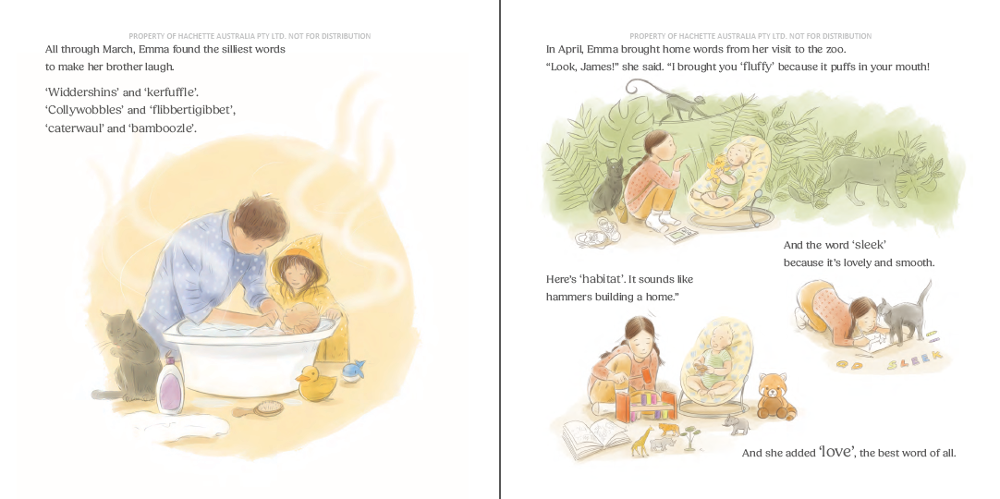 PROPERTY OF HACHETTE AUSTRALIA PTY LTD. NOT FOR DISTRIBUTION
All through March, Emma found the silliest words
to make her brother laugh.
‘Widdershins’ and ‘kerfuffle’.
‘Collywobbles’ and ‘flibbertigibbet’,
‘caterwaul’ and ‘bamboozle’.
PROPERTY OF HACHETTE AUSTRALIA PTY LTD. NOT FOR DISTRIBUTION
In April, Emma brought home words from her visit to the zoo.
“Look, James!” she said. “I brought you ‘fluffy’ because it puffs in your mouth!
And the word ‘sleek’
because it’s lovely and smooth.
Here’s ‘habitat’. It sounds like
hammers building a home.”
SLEEK
And she added ‘love’, the best word of all.